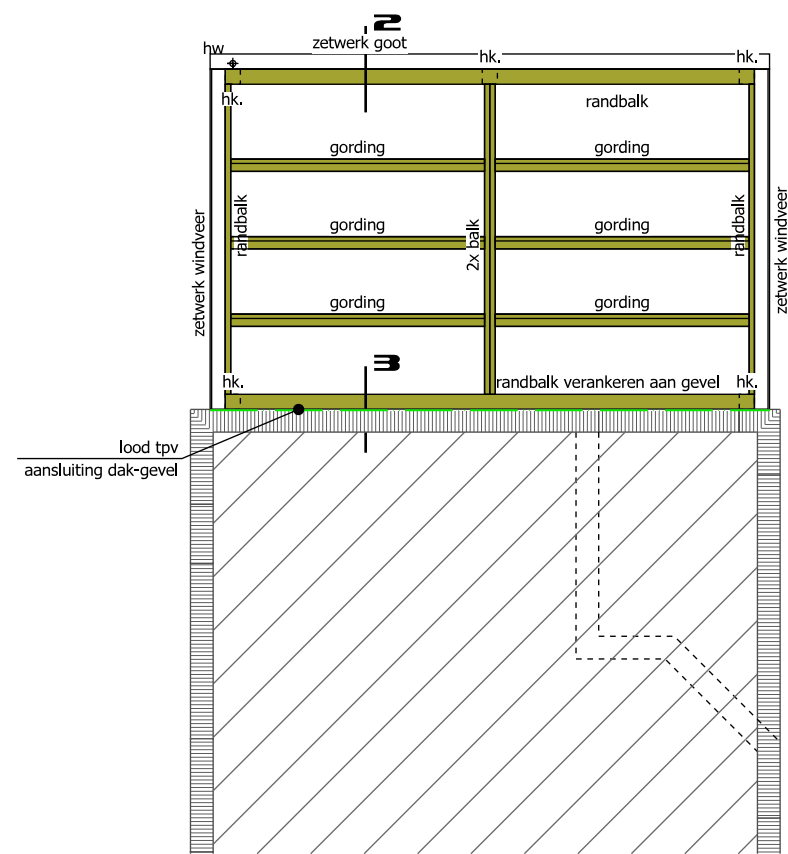 2
zetwerk goot
hw
hk.
hk.
hk.
randbalk
gording
gording
zetwerk windveer
randbalk
gording
2x balk
gording
randbalk
zetwerk windveer
gording
gording
3
hk.
randbalk verankeren aan gevel
hk.
lood tpv
aansluiting dak-gevel